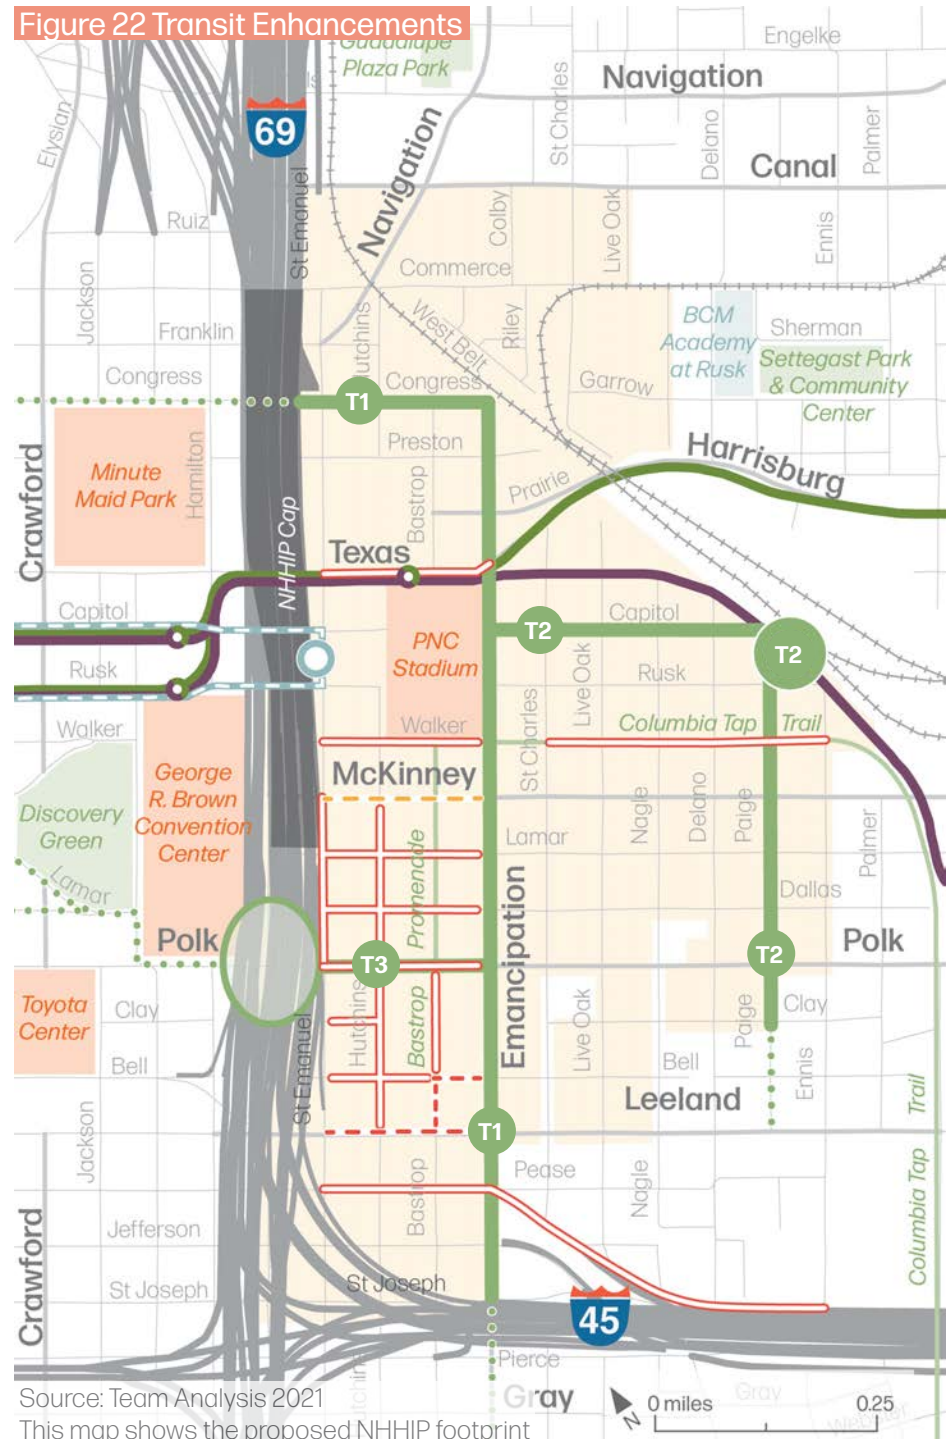 Figure 22 Transit Enhancements
Guadalupe
Plaza Park
Engelke
Navigation
St Charles
Delano
Palmer
Elysian
69
Navigation
Canal
St Emanuel
Ruiz
Colby
Live Oak
Ennis
Commerce
Jackson
Franklin
Hutchins
West Belt
Riley
BCM
Academy
at Rusk
Sherman
Settegast Park
& Community
Center
Congress
Congress
Garrow
T1
Crawford
Minute
Maid Park
Hamilton
Preston
Bastrop
Prairie
Harrisburg
NHHIP Cap
Texas
Capitol
PNC
Stadium
T2
Capitol
T2
Rusk
Live Oak
Rusk
Walker
Walker
St Charles
Columbia Tap
Trail
McKinney
George
R. Brown
Convention
Center
Discovery
Green
Lamar
Promenade
Lamar
Nagle
Delano
Paige
Palmer
Dallas
Emancipation
Polk
T3
T2
Polk
Toyota
Center
Clay
Hutchins
Bastrop
Live Oak
Paige
Clay
Bell
St Emanuel
Bell
Ennis
Leeland
Trail
Jackson
T1
Columbia Tap
Bastrop
Pease
Nagle
Crawford
Jefferson
St Joseph
St Joseph
45
Pierce
Gray
Gray
Webster
N
0 miles
0.25
Source: Team Analysis 2021
This map shows the proposed NHHIP footprint